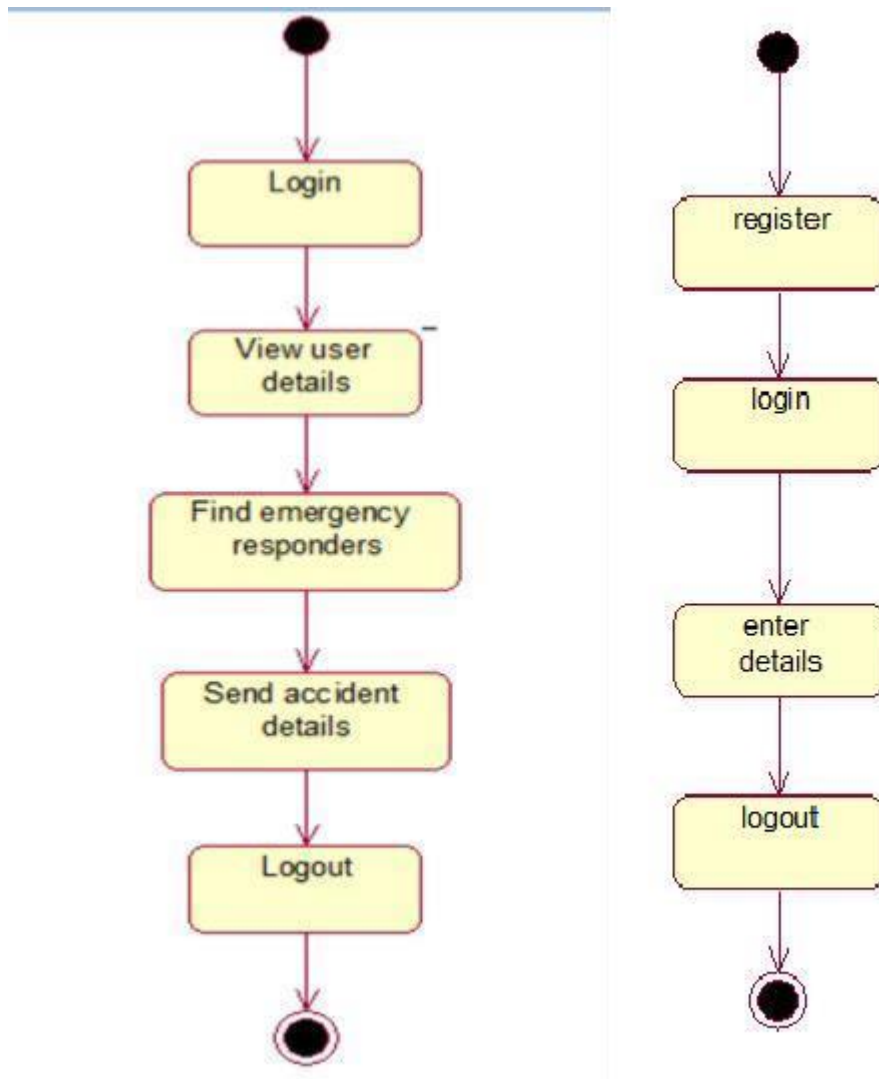 Login
View user
details
Find emergency
responders
Send accident
details
Logout
register
login
enter
details
logout